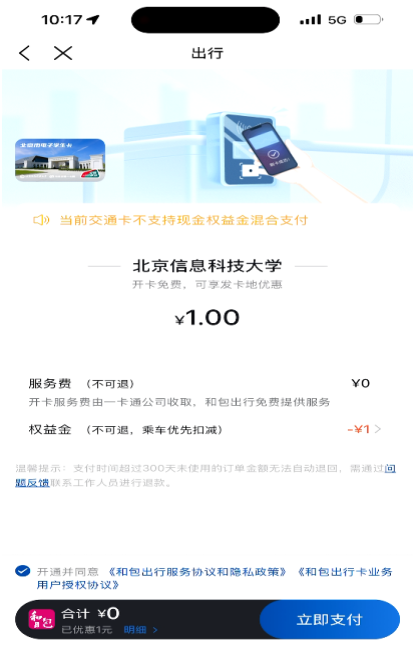 10:17
5G
出行
当前交通卡不支持现金权益金混合支付
北京信息科技大学
开卡免费，可享发卡地优惠
¥1.00
服务费 （不可退） ¥0
开卡服务费由一卡通公司收取，和包出行免费提供服务
权益金 （不可退，乘车优先扣减） -¥1
温馨提示：支付时间超过300天未使用的订单金额无法自动退回，需通过问
题反馈联系工作人员进行退款。
开通并同意 《和包出行服务协议和隐私政策》 《和包出行卡业务
用户授权协议》
和包
合计 ¥0
已优惠1元 明细
立即支付